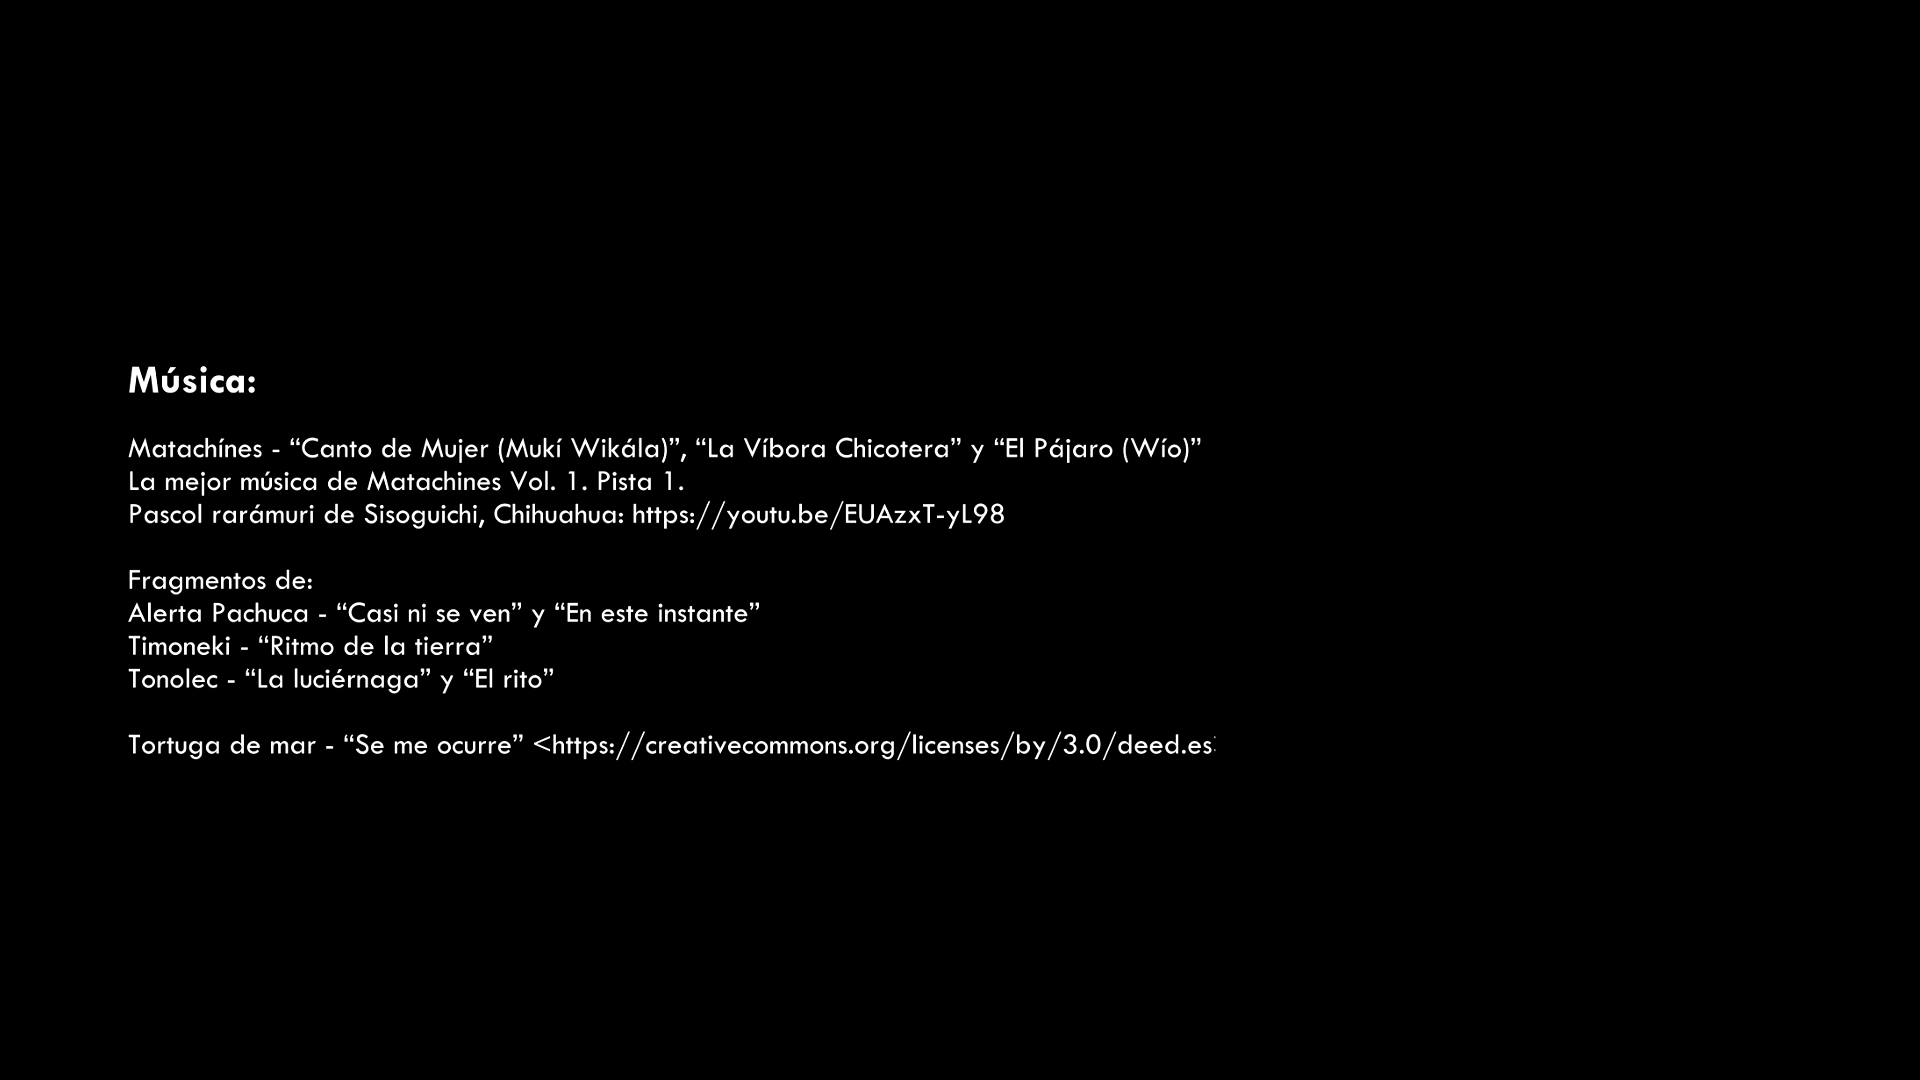 Música:
Matachínes - “Canto de Mujer (Mukí Wikála)”, “La Víbora Chicotera” y “El Pájaro (Wío)”
La mejor música de Matachines Vol. 1. Pista 1.
Pascol rarámuri de Sisoguichi, Chihuahua: https://youtu.be/EUAzxT-yL98
Fragmentos de:
Alerta Pachuca - “Casi ni se ven” y “En este instante”
Timoneki - “Ritmo de la tierra”
Tonolec - “La luciérnaga” y “El rito”
Tortuga de mar - “Se me ocurre” <https://creativecommons.org/licenses/by/3.0/deed.es